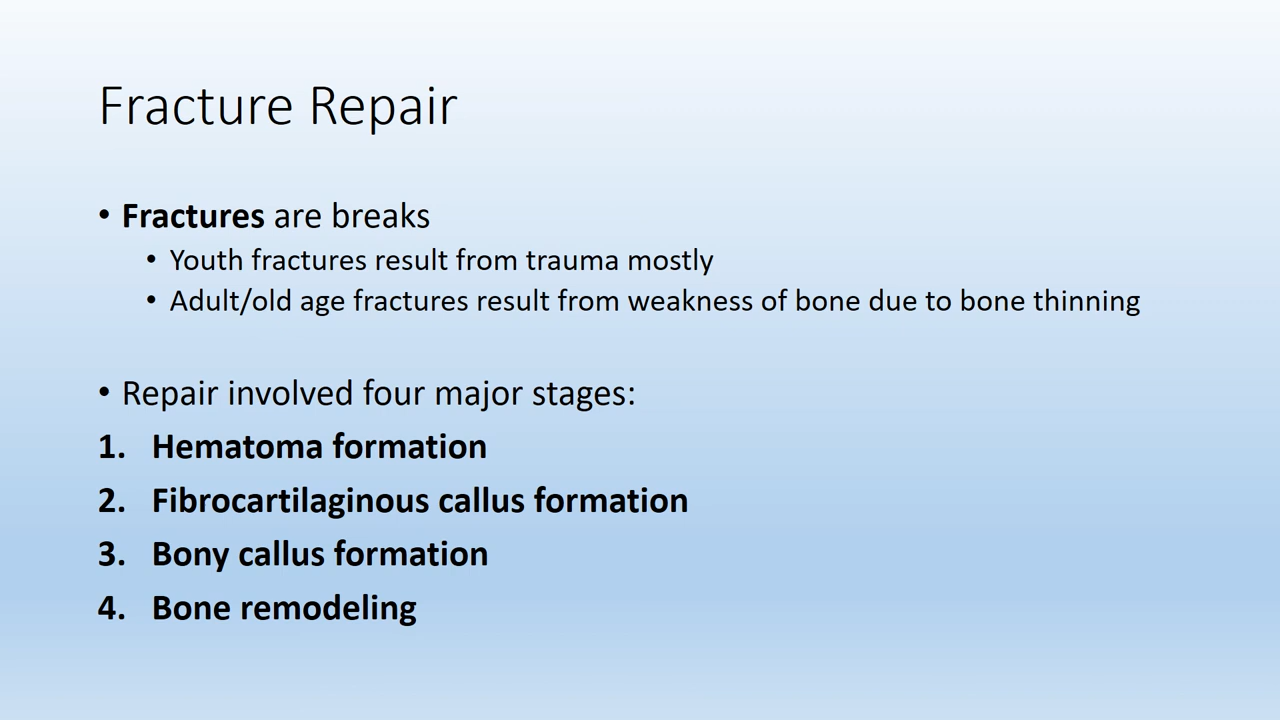 Fracture Repair
• Fractures are breaks
• Youth fractures result from trauma mostly
• Adult/old age fractures result from weakness of bone due to bone thinning
• Repair involved four major stages:
1. Hematoma formation
2. Fibrocartilaginous callus formation
3. Bony callus formation
4. Bone remodeling